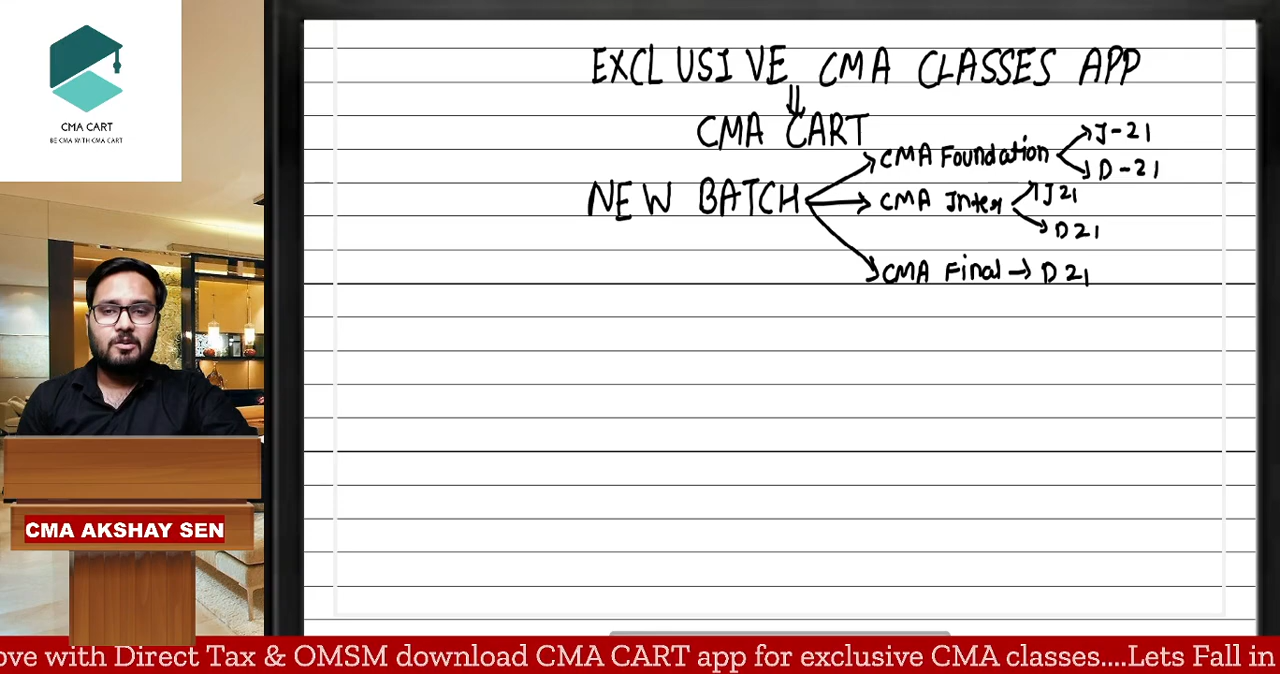 CMA CART
BE CMA WITH CMA CART
EXCLUSIVE CMA CLASSES APP
CMA CART
NEW BATCH
CMA Foundation
J-21
D-21
CMA Inter
J21
D21
CMA Final → D21
CMA AKSHAY SEN
ove with Direct Tax & OMSM download CMA CART app for exclusive CMA classes....Lets Fall in